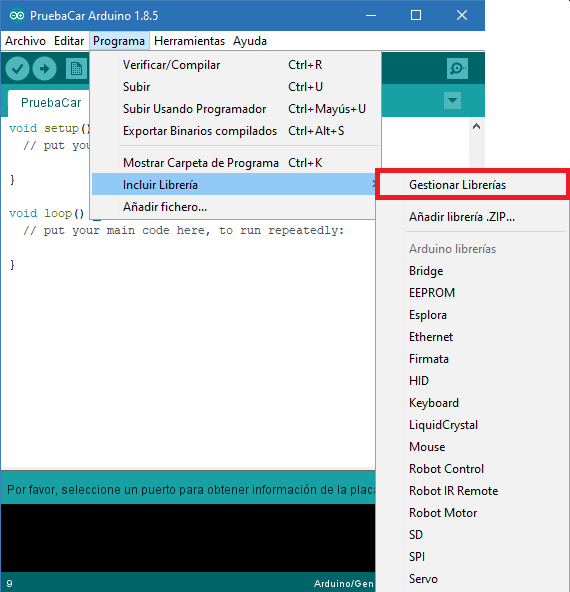 PruebaCar Arduino 1.8.5
Archivo Editar Programa Herramientas Ayuda
Verificar/Compilar Ctrl+R
Subir Ctrl+U
Subir Usando Programador Ctrl+Mayús+U
Exportar Binarios compilados Ctrl+Alt+S
Mostrar Carpeta de Programa Ctrl+K
Incluir Librería
Añadir fichero...
Gestionar Librerías
Añadir librería .ZIP...
Arduino librerías
Bridge
EEPROM
Esplora
Ethernet
Firmata
HID
Keyboard
LiquidCrystal
Mouse
Robot Control
Robot IR Remote
Robot Motor
SD
SPI
Servo
PruebaCar
void setup()
// put you
}
void loop()
// put your main code here, to run repeatedly:
}
Por favor, seleccione un puerto para obtener información de la placa
9 Arduino/Gen